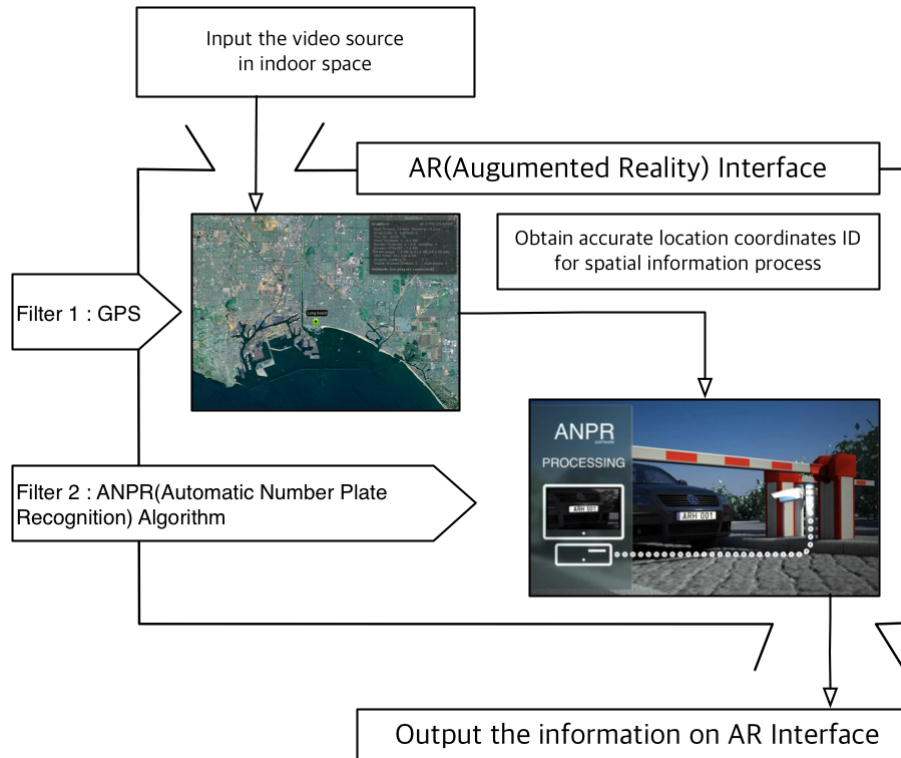 Input the video source
in indoor space
AR(Augumented Reality) Interface
Obtain accurate location coordinates ID
for spatial information process
Filter 1 : GPS
Long Beach
ANPR
PROCESSING
ARH 001
ARH 001
Filter 2 : ANPR(Automatic Number Plate
Recognition) Algorithm
Output the information on AR Interface